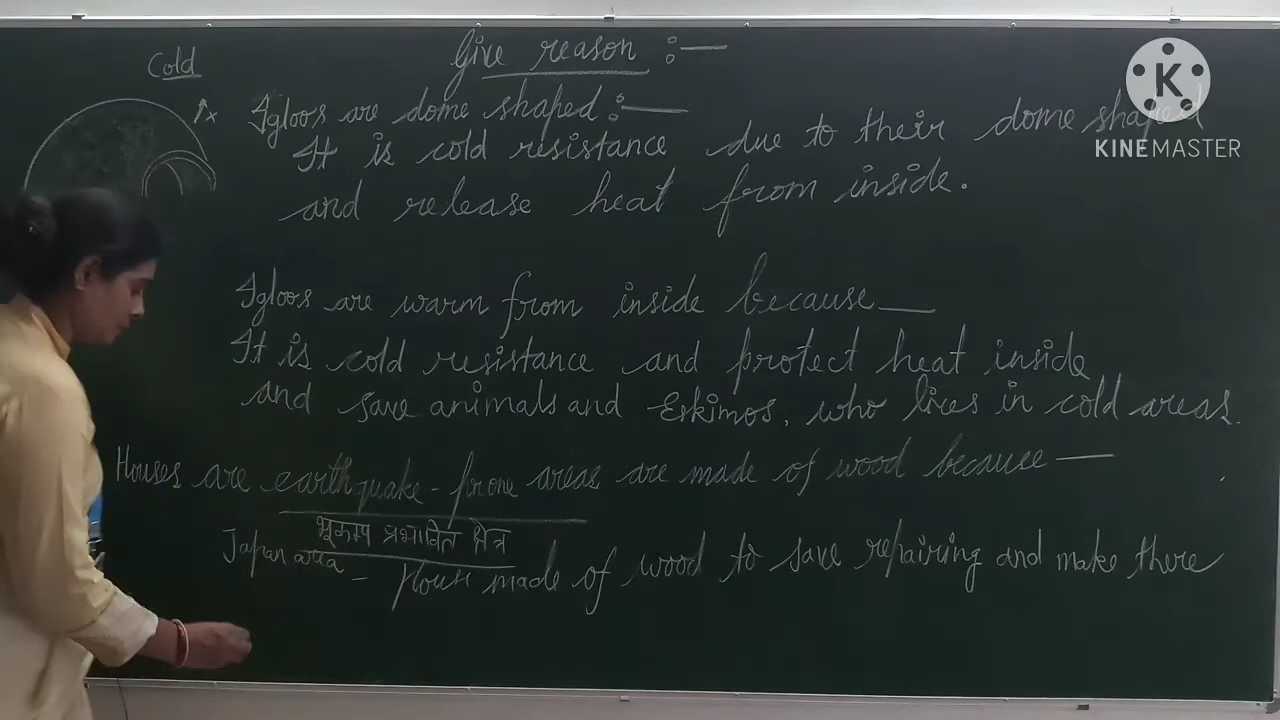 Cold
Give reason :—
Igloos are dome shaped :—
It is cold resistance due to their dome shaped
and release heat from inside.
Igloos are warm from inside because —
It is cold resistance and protect heat inside
and save animals and Eskimos, who lives in cold areas.
Houses are earthquake - prone areas are made of wood because —
भूकम्प प्रभावित क्षेत्र
Japan area - House made of wood to save repairing and make there
K
KINEMASTER